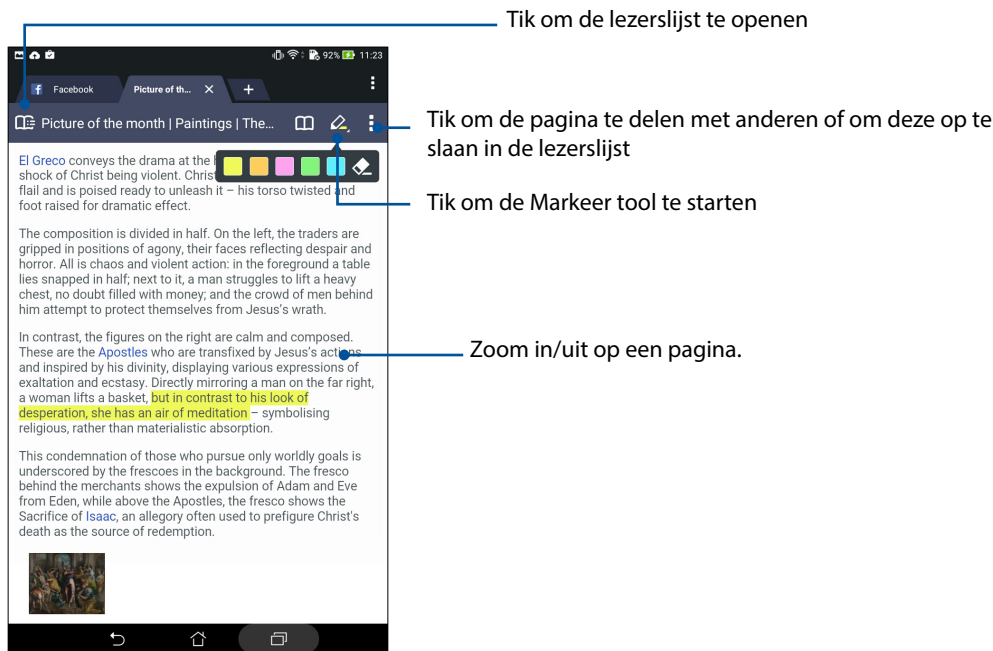 Tik om de lezerslijst te openen
92% 11:23
Facebook
Picture of th...
Picture of the month | Paintings | The...
Tik om de pagina te delen met anderen of om deze op te
slaan in de lezerslijst
El Greco conveys the drama at the
shock of Christ being violent. Christ
flail and is poised ready to unleash it – his torso twisted and
foot raised for dramatic effect.
Tik om de Markeer tool te starten
The composition is divided in half. On the left, the traders are
gripped in positions of agony, their faces reflecting despair and
horror. All is chaos and violent action: in the foreground a table
lies snapped in half; next to it, a man struggles to lift a heavy
chest, no doubt filled with money; and the crowd of men behind
him attempt to protect themselves from Jesus's wrath.
In contrast, the figures on the right are calm and composed.
These are the Apostles who are transfixed by Jesus's actions
and inspired by his divinity, displaying various expressions of
exaltation and ecstasy. Directly mirroring a man on the far right,
a woman lifts a basket, but in contrast to his look of
desperation, she has an air of meditation – symbolising
religious, rather than materialistic absorption.
Zoom in/uit op een pagina.
This condemnation of those who pursue only worldly goals is
underscored by the frescoes in the background. The fresco
behind the merchants shows the expulsion of Adam and Eve
from Eden, while above the Apostles, the fresco shows the
Sacrifice of Isaac, an allegory often used to prefigure Christ's
death as the source of redemption.